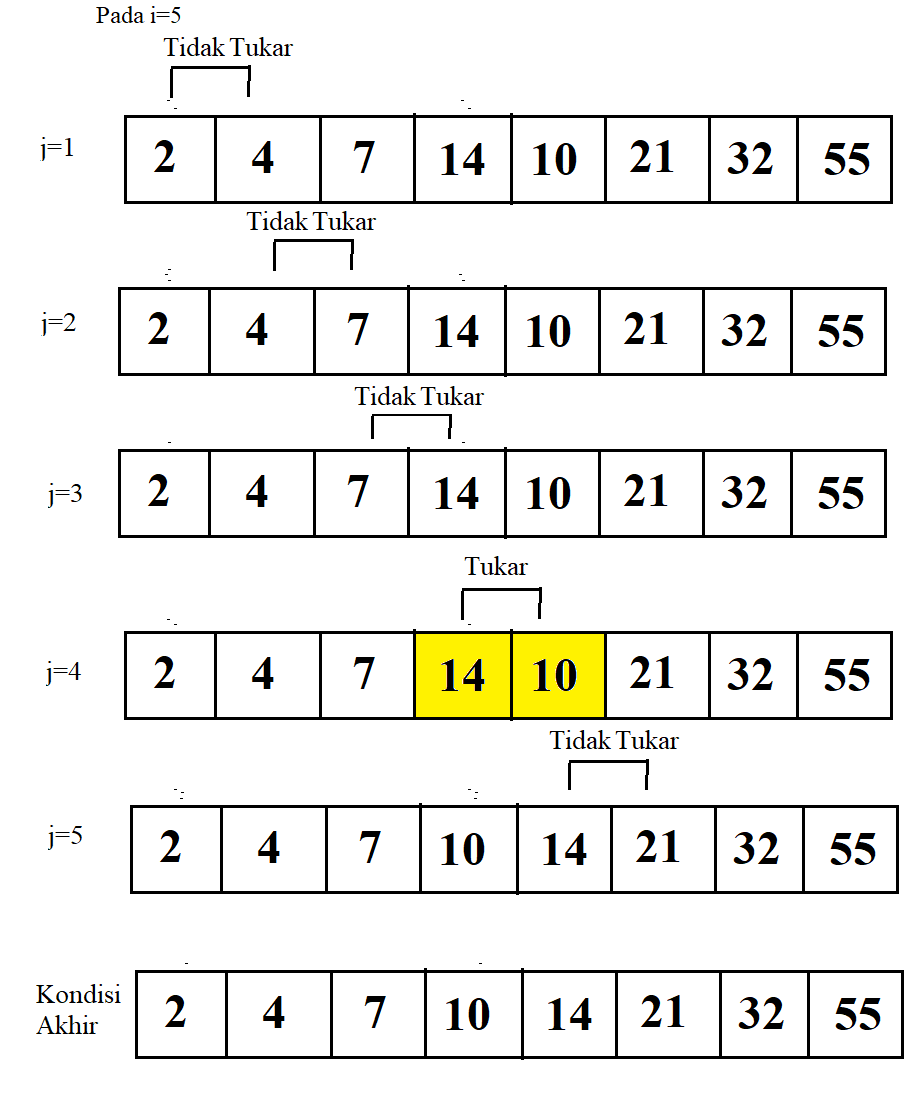 Pada i=5
Tidak Tukar
j=1
2 4 7 14 10 21 32 55
Tidak Tukar
j=2
2 4 7 14 10 21 32 55
Tidak Tukar
j=3
2 4 7 14 10 21 32 55
Tukar
j=4
2 4 7 14 10 21 32 55
Tidak Tukar
j=5
2 4 7 10 14 21 32 55
Kondisi
Akhir
2 4 7 10 14 21 32 55